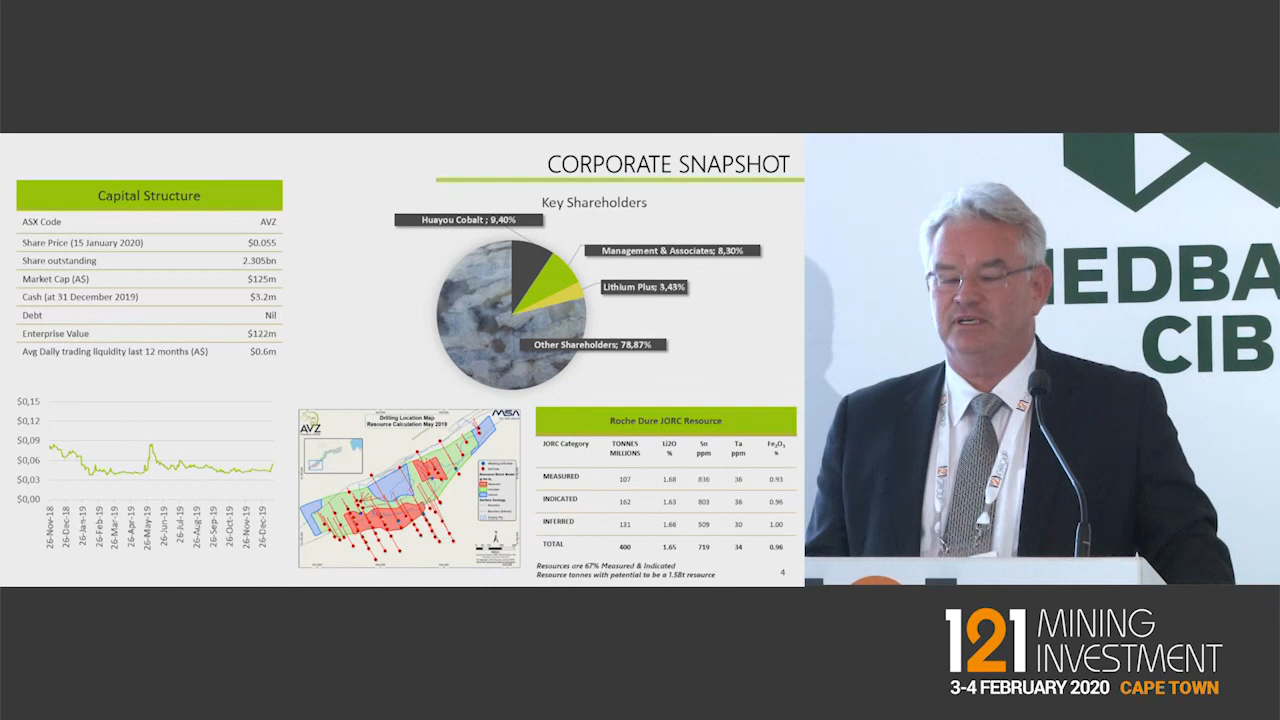 CORPORATE SNAPSHOT
Capital Structure
ASX Code AVZ
Share Price (15 January 2020) $0.055
Share outstanding 2.305bn
Market Cap (A$) $125m
Cash (at 31 December 2019) $3.2m
Debt Nil
Enterprise Value $122m
Avg Daily trading liquidity last 12 months (A$) $0.6m
Key Shareholders
Huayou Cobalt ; 9,40%
Management & Associates; 8,30%
Lithium Plus; 3,43%
Other Shareholders; 78,87%
$0,15
$0,12
$0,09
$0,06
$0,03
$0,00
26-Nov-18
26-Dec-18
26-Jan-19
26-Feb-19
26-Mar-19
26-Apr-19
26-May-19
26-Jun-19
26-Jul-19
26-Aug-19
26-Sep-19
26-Oct-19
26-Nov-19
26-Dec-19
AVZ
Drilling Location Map
Resource Calculation May 2019
MSA
Roche Dure JORC Resource
JORC Category TONNES MILLIONS Li2O % Sn ppm Ta ppm Fe2O3 %
MEASURED 107 1.68 836 36 0.93
INDICATED 162 1.63 803 36 0.96
INFERRED 131 1.66 509 30 1.00
TOTAL 400 1.65 719 34 0.96
Resources are 67% Measured & Indicated
Resource tonnes with potential to be a 1.5Bt resource
4
NEDBA
CIB
121 MINING
INVESTMENT
3-4 FEBRUARY 2020 CAPE TOWN